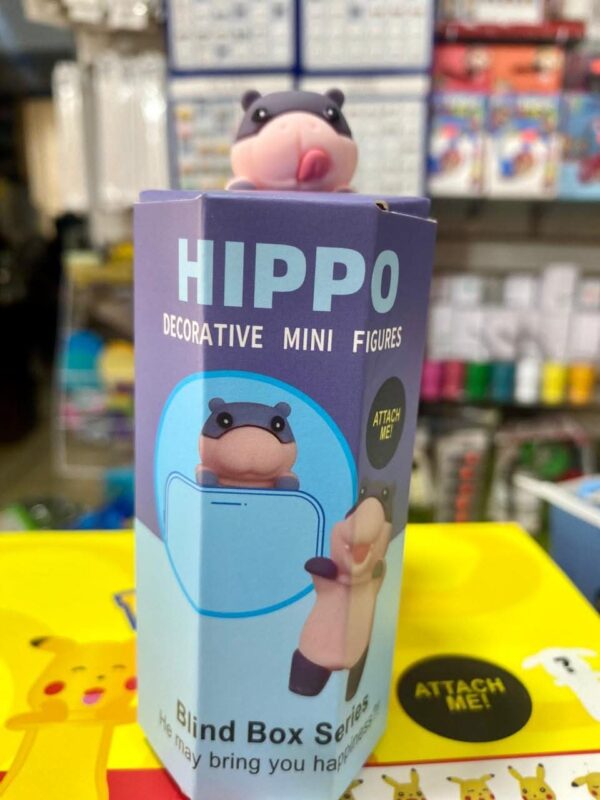 HIPPO
DECORATIVE MINI FIGURES
ATTACH
ME!
Blind Box Series
He may bring you happiness
ATTACH
ME!
?